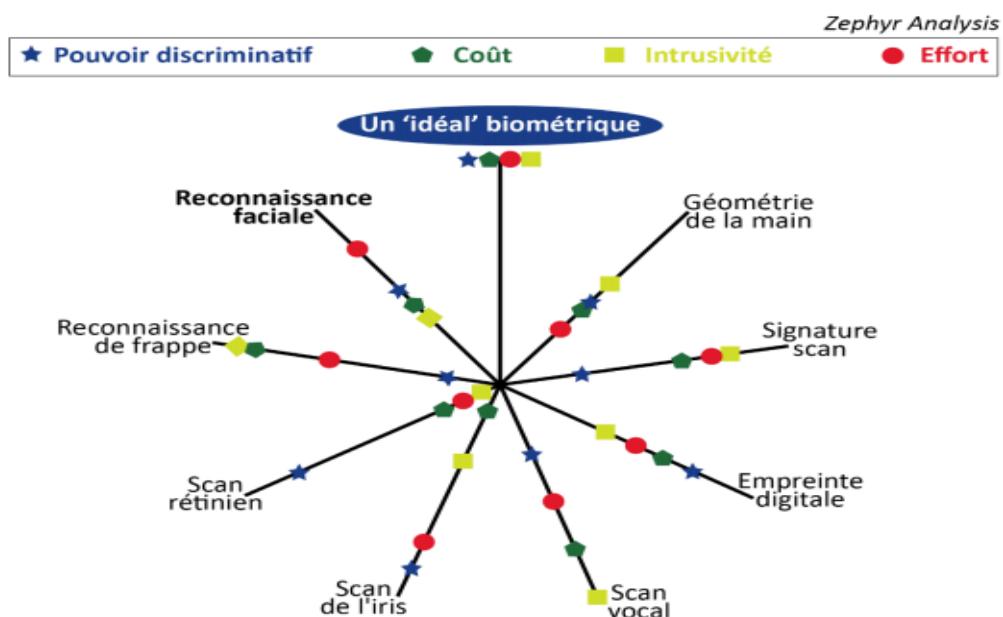 Zephyr Analysis
Pouvoir discriminatif Coût Intrusivité Effort
Un ‘idéal’ biométrique
Reconnaissance
faciale
Géométrie
de la main
Reconnaissance
de frappe
Signature
scan
Scan
rétinien
Empreinte
digitale
Scan
de l'iris
Scan
vocal